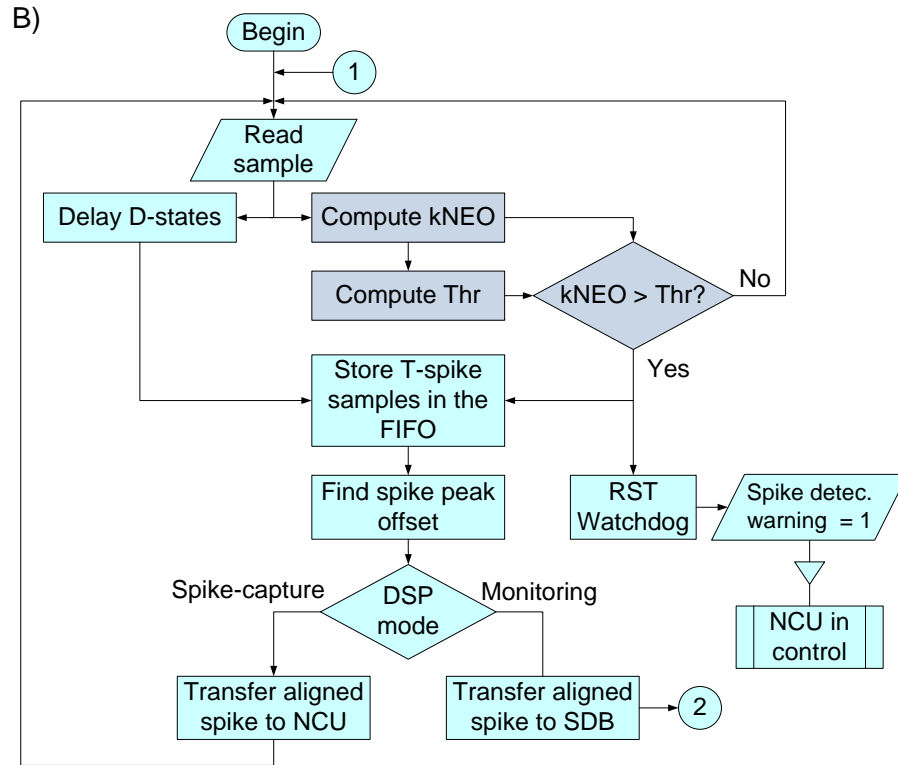 B)
Begin
1
Read
sample
Delay D-states
Compute kNEO
Compute Thr
kNEO > Thr?
No
Yes
Store T-spike
samples in the
FIFO
Find spike peak
offset
RST
Watchdog
Spike detec.
warning = 1
Spike-capture
DSP
mode
Monitoring
NCU in
control
Transfer aligned
spike to NCU
Transfer aligned
spike to SDB
2